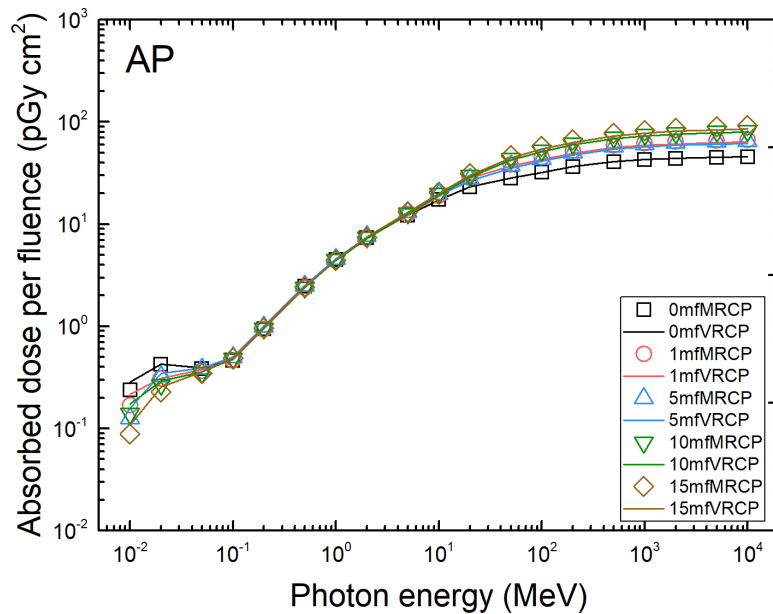 AP
Absorbed dose per fluence (pGy cm²)
10³
10²
10¹
10⁰
10⁻¹
10⁻²
0mfMRCP
0mfVRCP
1mfMRCP
1mfVRCP
5mfMRCP
5mfVRCP
10mfMRCP
10mfVRCP
15mfMRCP
15mfVRCP
10⁻² 10⁻¹ 10⁰ 10¹ 10² 10³ 10⁴
Photon energy (MeV)